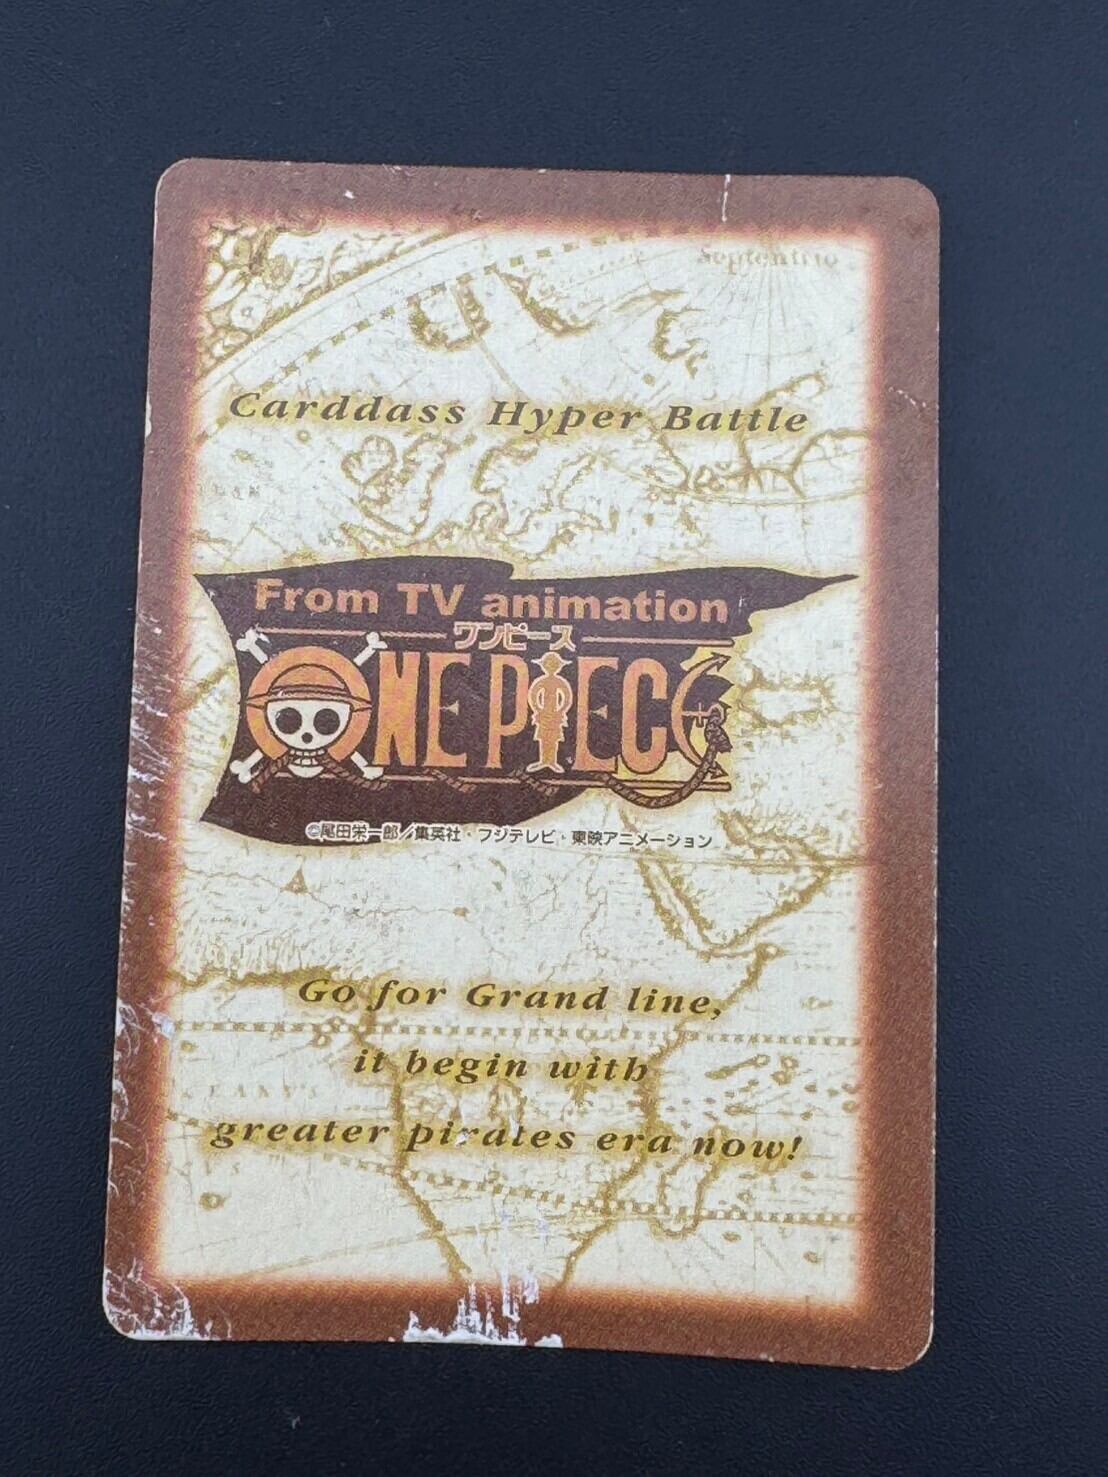 Septentrio
Carddass Hyper Battle
From TV animation
ワンピース
ONE PIECE
©尾田栄一郎／集英社・フジテレビ・東映アニメーション
Go for Grand line,
it begin with
greater pirates era now!